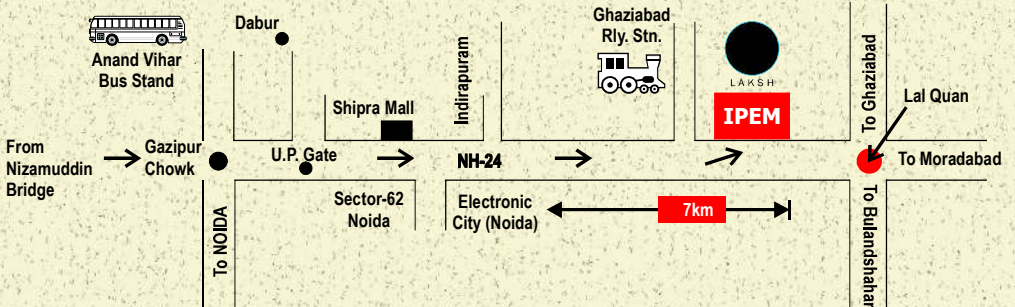 Dabur
Anand Vihar
Bus Stand
Ghaziabad
Rly. Stn.
Indirapuram
LAKSH
IPEM
To Ghaziabad
Lal Quan
Shipra Mall
From
Nizamuddin
Bridge
Gazipur
Chowk
U.P. Gate
NH-24
To Moradabad
To NOIDA
Sector-62
Noida
Electronic
City (Noida)
7km
To Bulandshahar